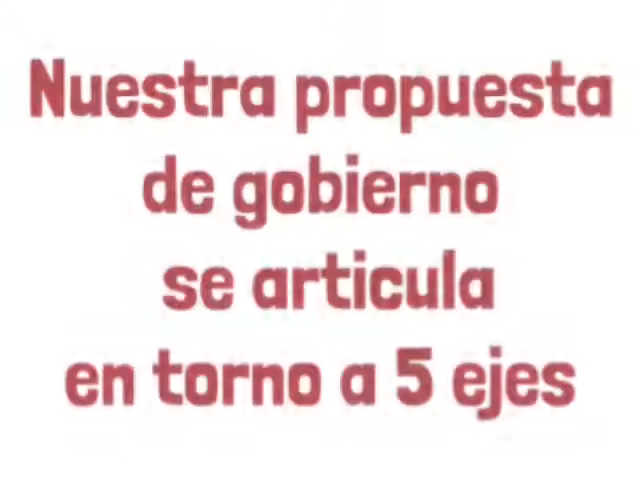 Nuestra propuesta
de gobierno
se articula
en torno a 5 ejes